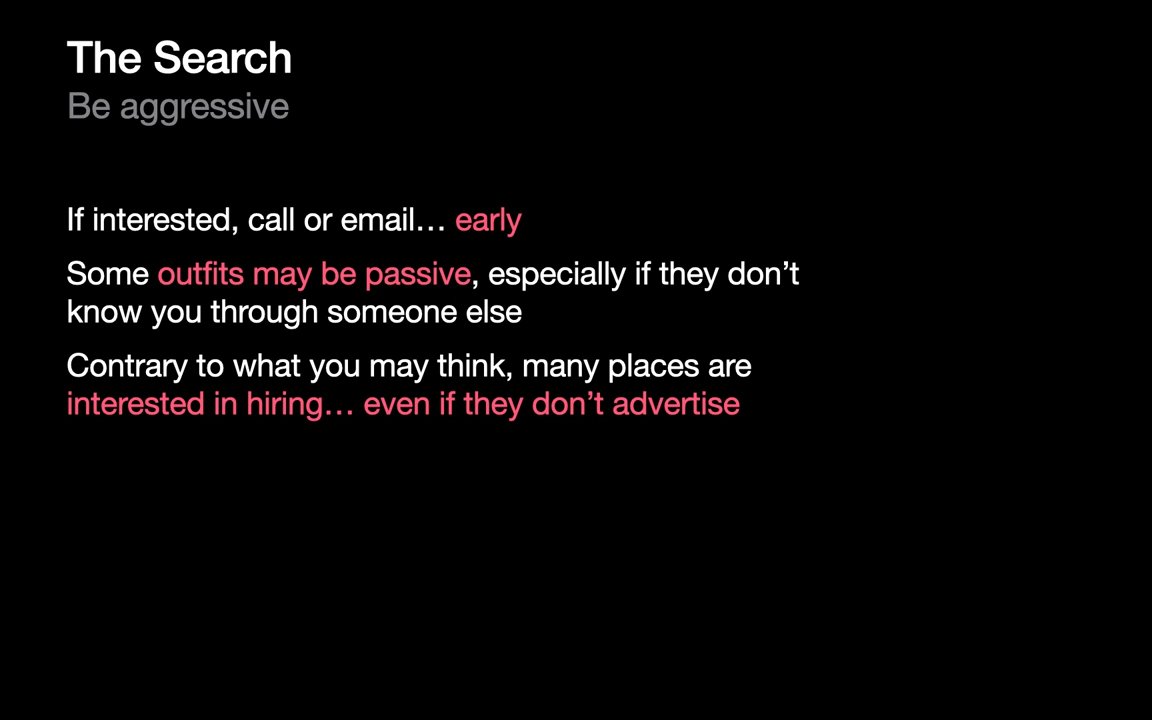 The Search
Be aggressive
If interested, call or email… early
Some outfits may be passive, especially if they don’t
know you through someone else
Contrary to what you may think, many places are
interested in hiring… even if they don’t advertise